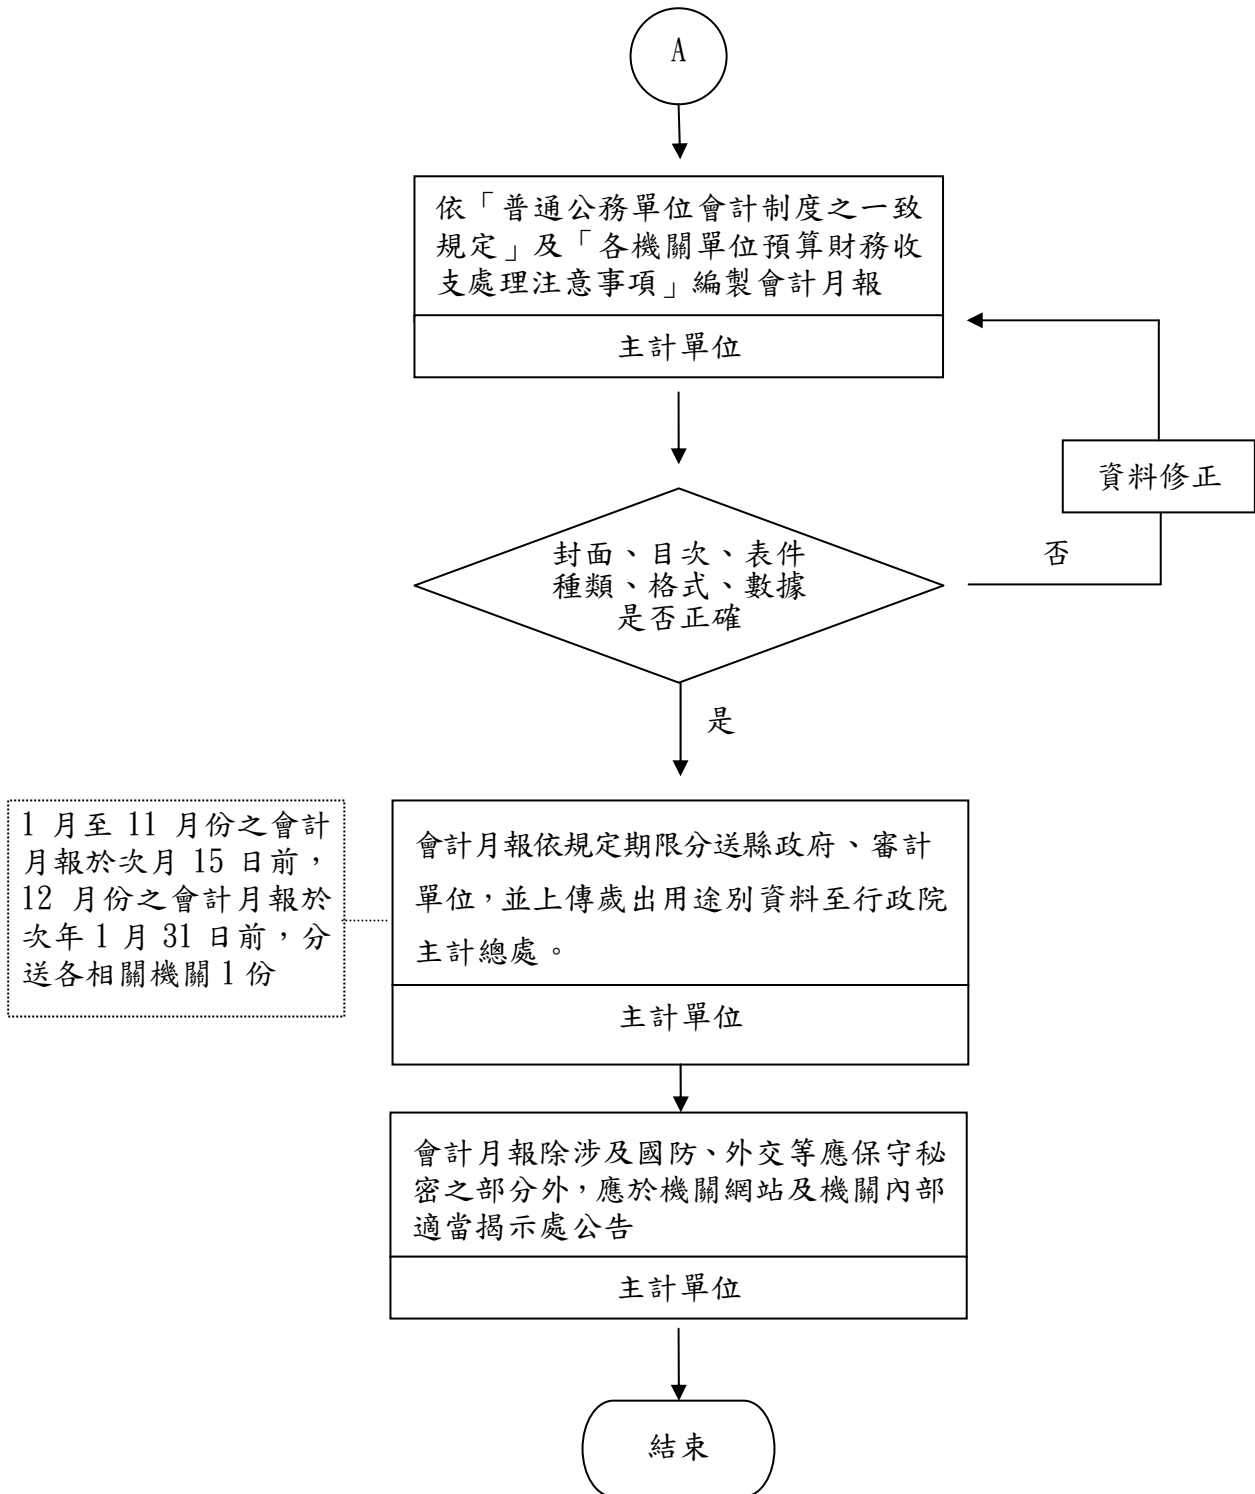 A
依「普通公務單位會計制度之一致
規定」及「各機關單位預算財務收
支處理注意事項」編製會計月報
主計單位
資料修正
封面、目次、表件
種類、格式、數據
是否正確
否
是
1 月至 11 月份之會計
月報於次月 15 日前，
12 月份之會計月報於
次年 1 月 31 日前，分
送各相關機關 1 份
會計月報依規定期限分送縣政府、審計
單位，並上傳歲出用途別資料至行政院
主計總處。
主計單位
會計月報除涉及國防、外交等應保守秘
密之部分外，應於機關網站及機關內部
適當揭示處公告
主計單位
結束